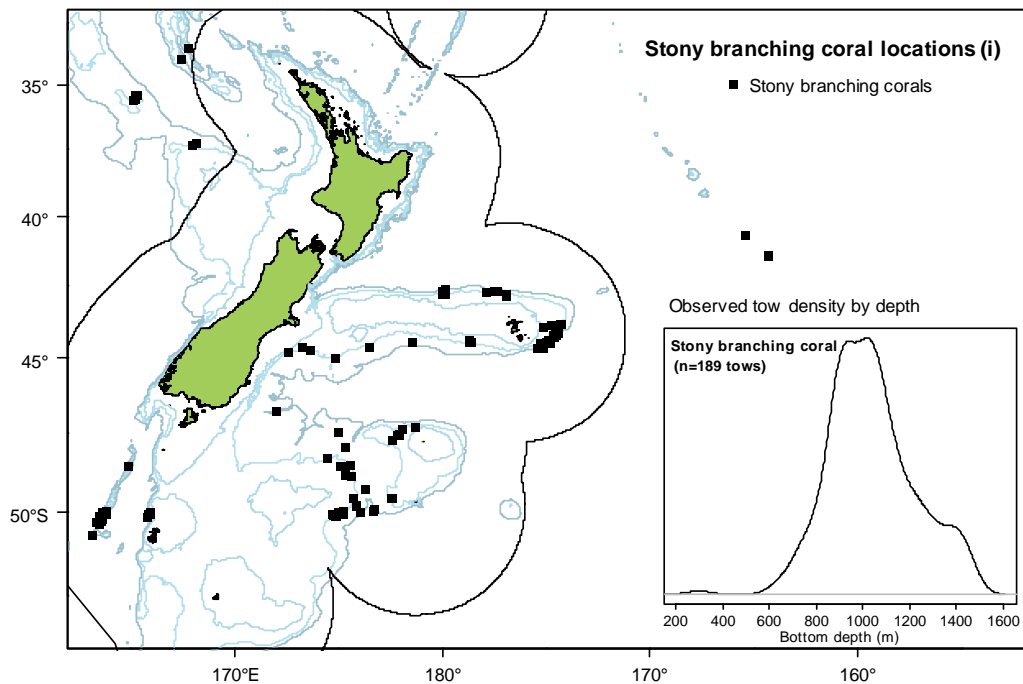 Stony branching coral locations (i)
Stony branching corals
35°
40°
45°
50°S
170°E
180°
170°
160°
Observed tow density by depth
Stony branching coral
(n=189 tows)
200 400 600 800 1000 1200 1400 1600
Bottom depth (m)